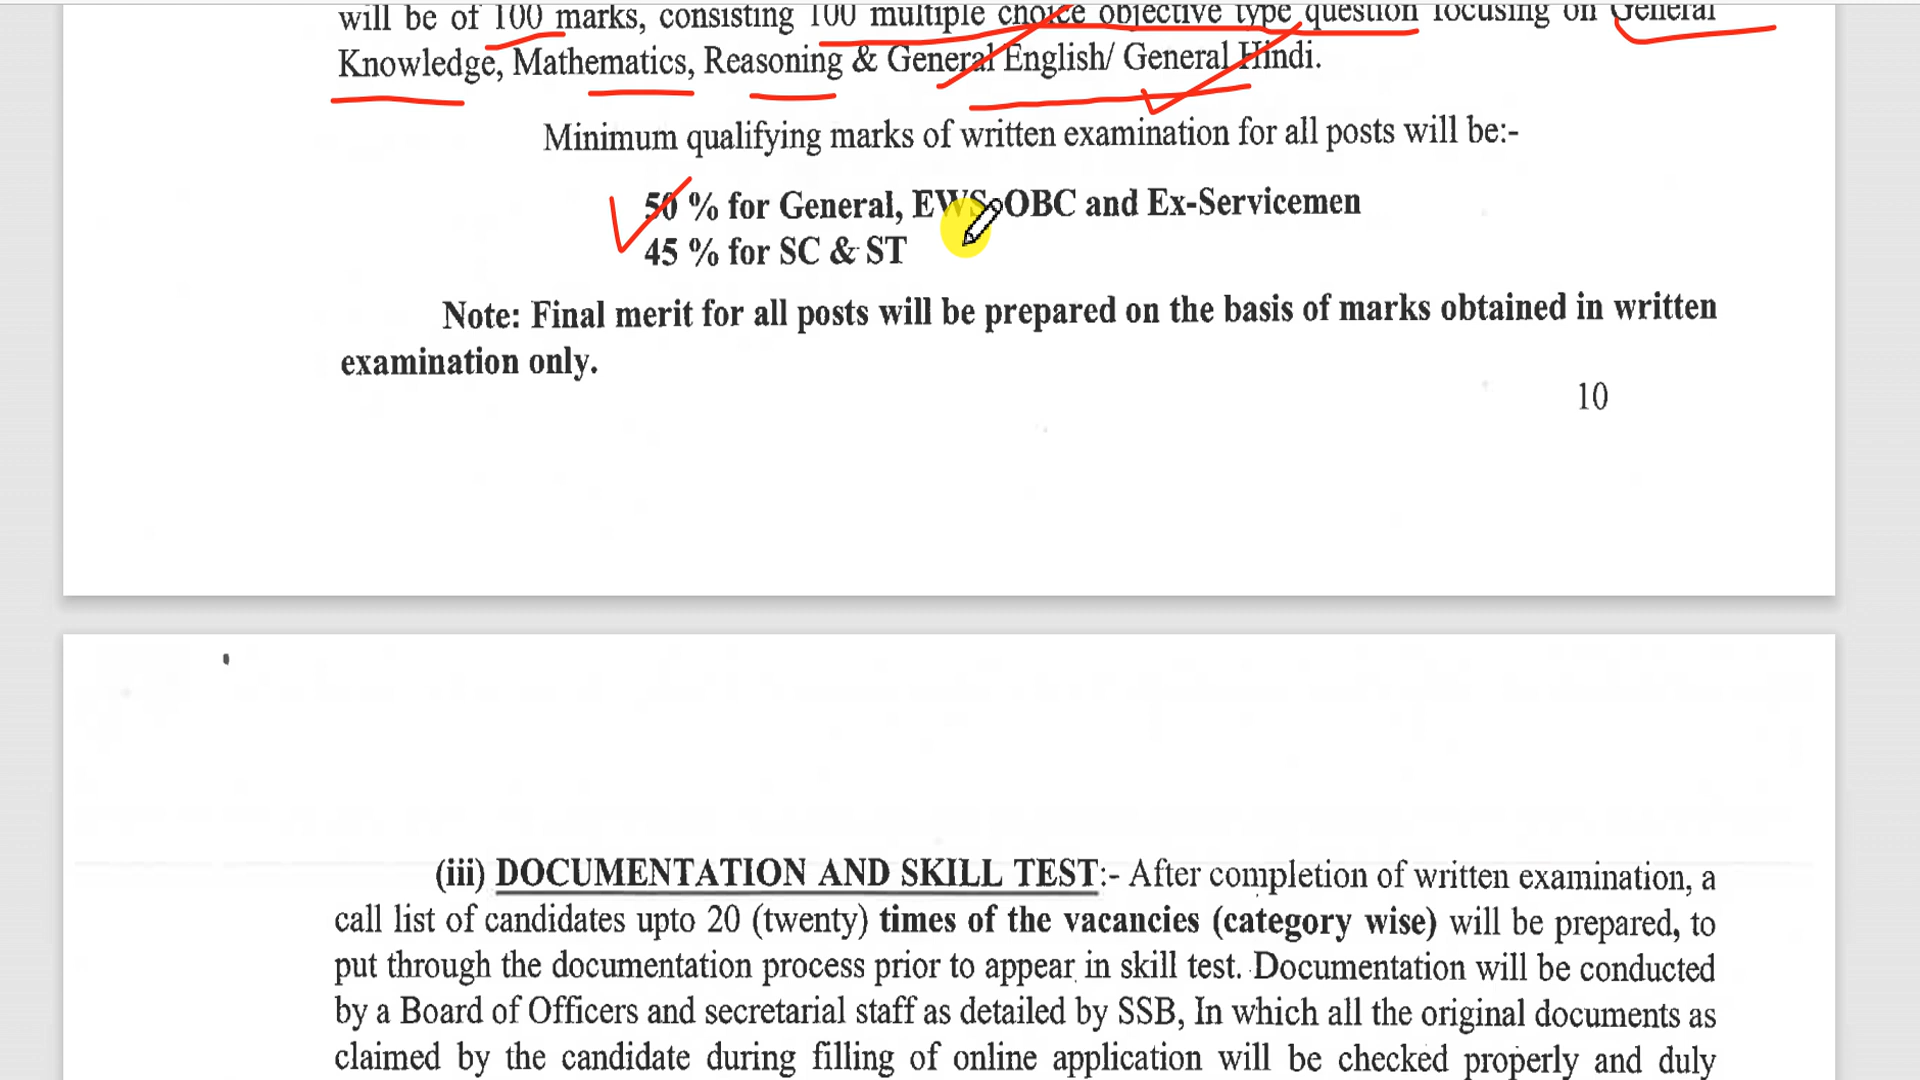 will be of 100 marks, consisting 100 multiple choice objective type question focusing on General
Knowledge, Mathematics, Reasoning & General English/ General Hindi.
Minimum qualifying marks of written examination for all posts will be:-
50 % for General, EWS, OBC and Ex-Servicemen
45 % for SC & ST
Note: Final merit for all posts will be prepared on the basis of marks obtained in written
examination only.
10
(iii) DOCUMENTATION AND SKILL TEST:- After completion of written examination, a
call list of candidates upto 20 (twenty) times of the vacancies (category wise) will be prepared, to
put through the documentation process prior to appear in skill test. Documentation will be conducted
by a Board of Officers and secretarial staff as detailed by SSB, In which all the original documents as
claimed by the candidate during filling of online application will be checked properly and duly